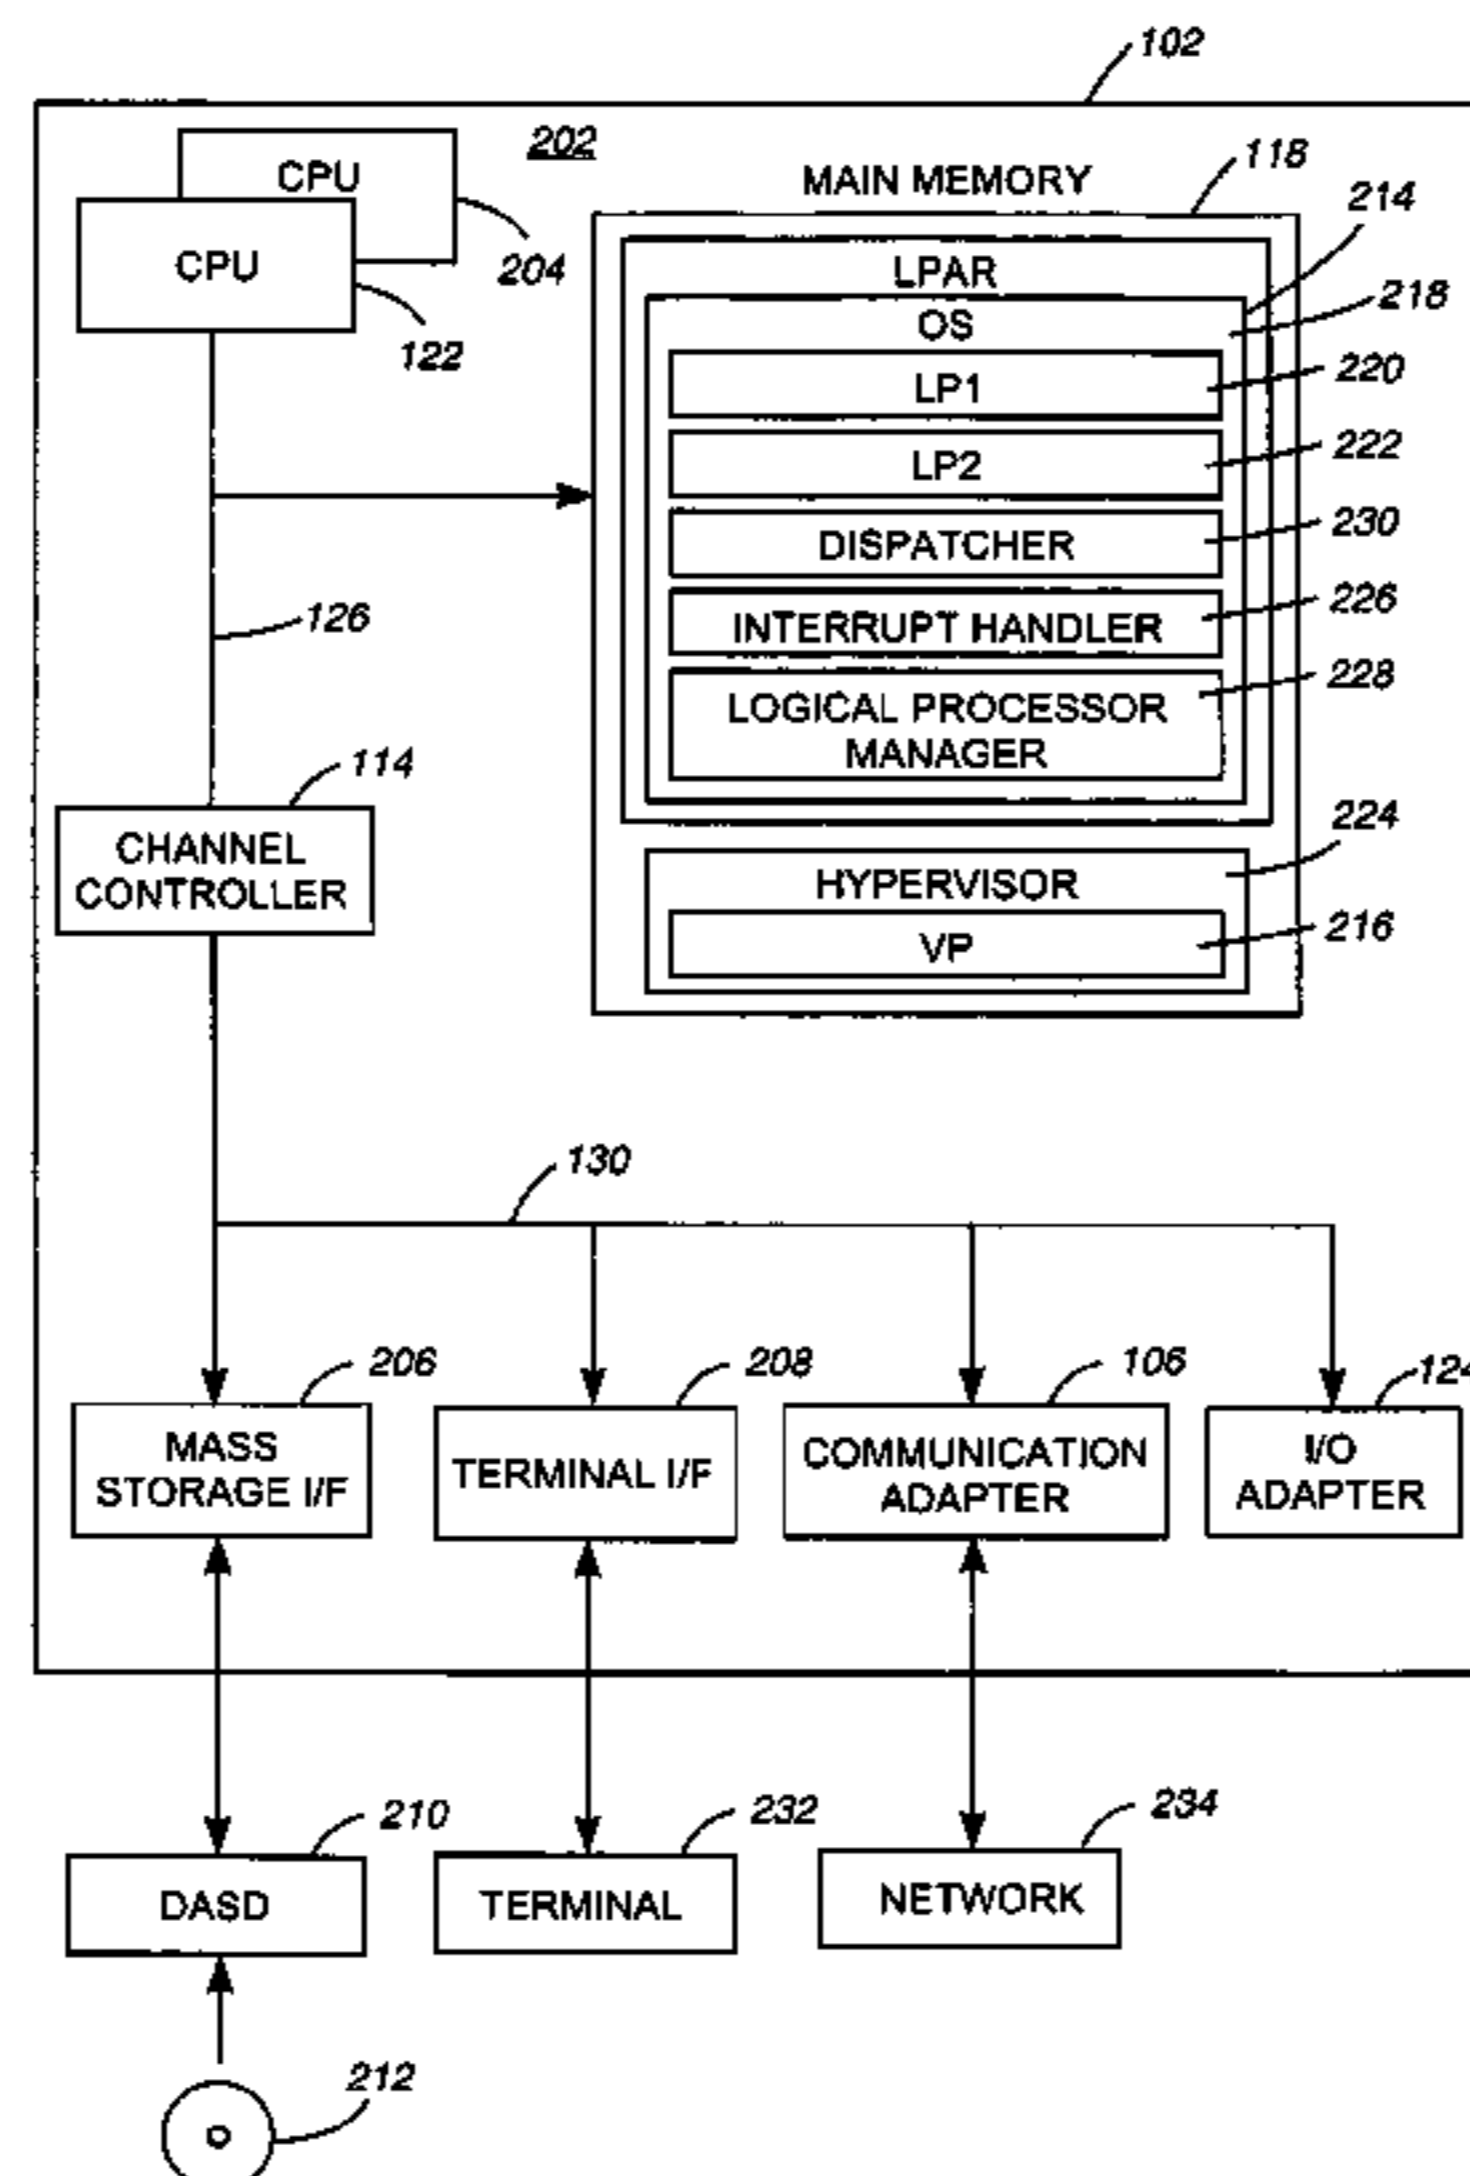 102
202
CPU
CPU
204
122
MAIN MEMORY
118
214
LPAR
218
OS
LP1
220
LP2
222
DISPATCHER
230
INTERRUPT HANDLER
226
LOGICAL PROCESSOR
MANAGER
228
126
114
CHANNEL
CONTROLLER
HYPERVISOR
224
VP
216
130
206
208
106
124
MASS
STORAGE I/F
TERMINAL I/F
COMMUNICATION
ADAPTER
I/O
ADAPTER
210
232
234
DASD
TERMINAL
NETWORK
212